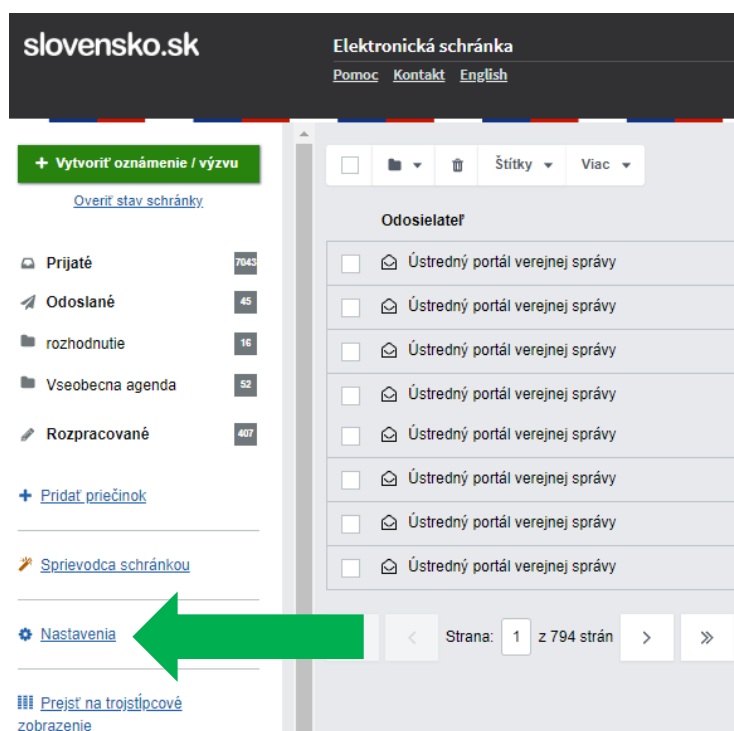 slovensko.sk
Elektronická schránka
Pomoc Kontakt English
+ Vytvoriť oznámenie / výzvu
Overiť stav schránky
Prijaté 7043
Odoslané 45
rozhodnutie 16
Vseobecna agenda 52
Rozpracované 407
+ Pridať priečinok
Sprievodca schránkou
Nastavenia
Prejsť na trojstĺpcové
zobrazenie
Štítky Viac
Odosielateľ
Ústredný portál verejnej správy
Ústredný portál verejnej správy
Ústredný portál verejnej správy
Ústredný portál verejnej správy
Ústredný portál verejnej správy
Ústredný portál verejnej správy
Ústredný portál verejnej správy
Ústredný portál verejnej správy
Strana: 1 z 794 strán